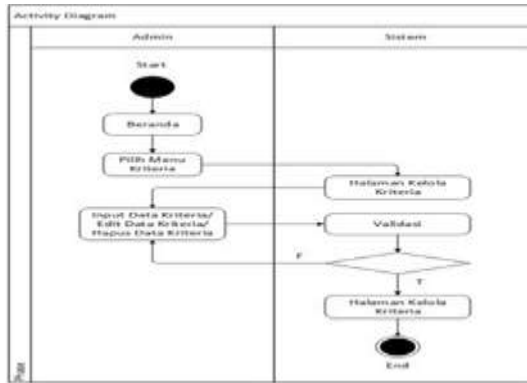 Activity Diagram
Admin
Sistem
Start
Beranda
Pilih Menu
Kriteria
Halaman Kelola
Kriteria
Input Data Kriteria/
Edit Data Kriteria/
Hapus Data Kriteria
Validasi
F
T
Halaman Kelola
Kriteria
End
Phase